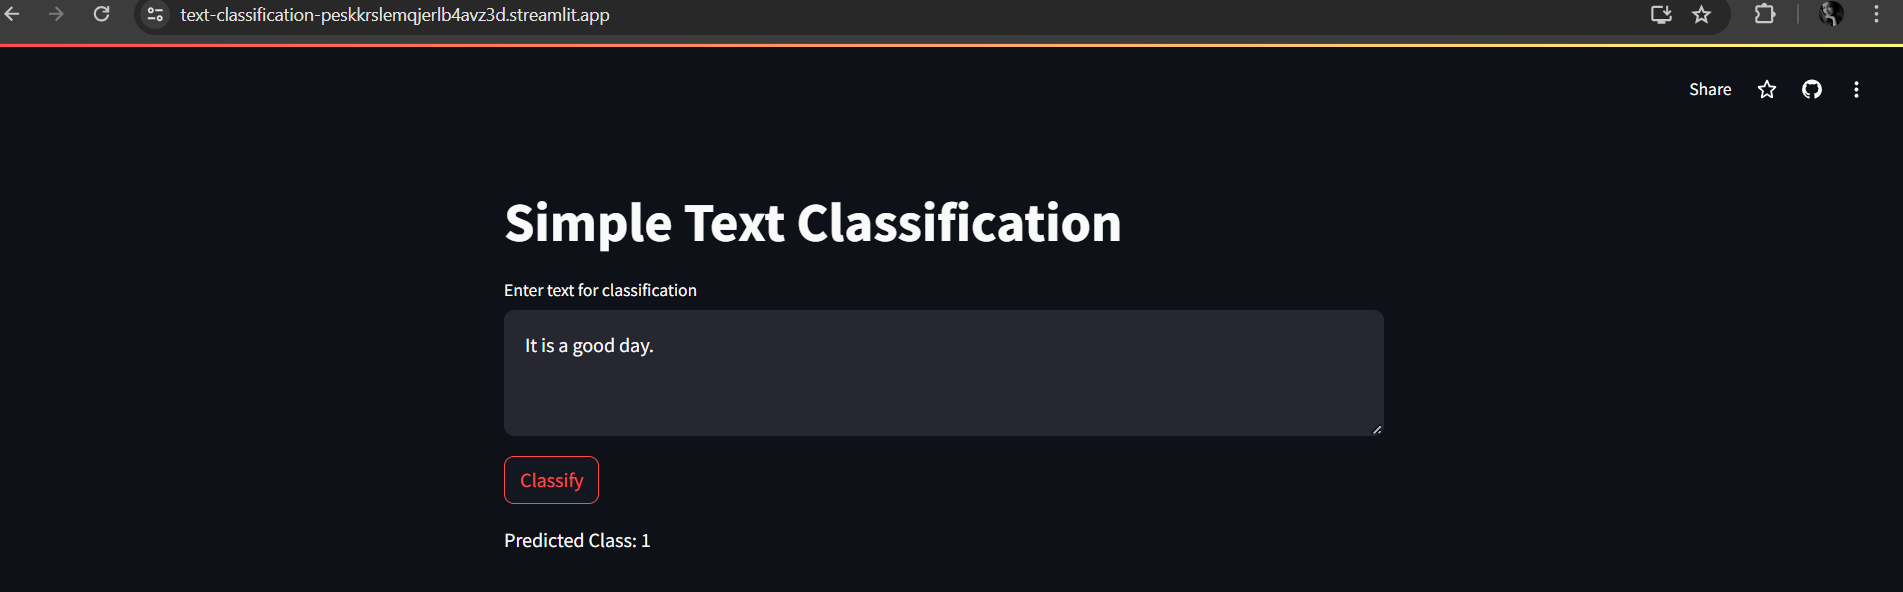 text-classification-peskkrslemqjerlb4avz3d.streamlit.app
Share
Simple Text Classification
Enter text for classification
It is a good day.
Classify
Predicted Class: 1